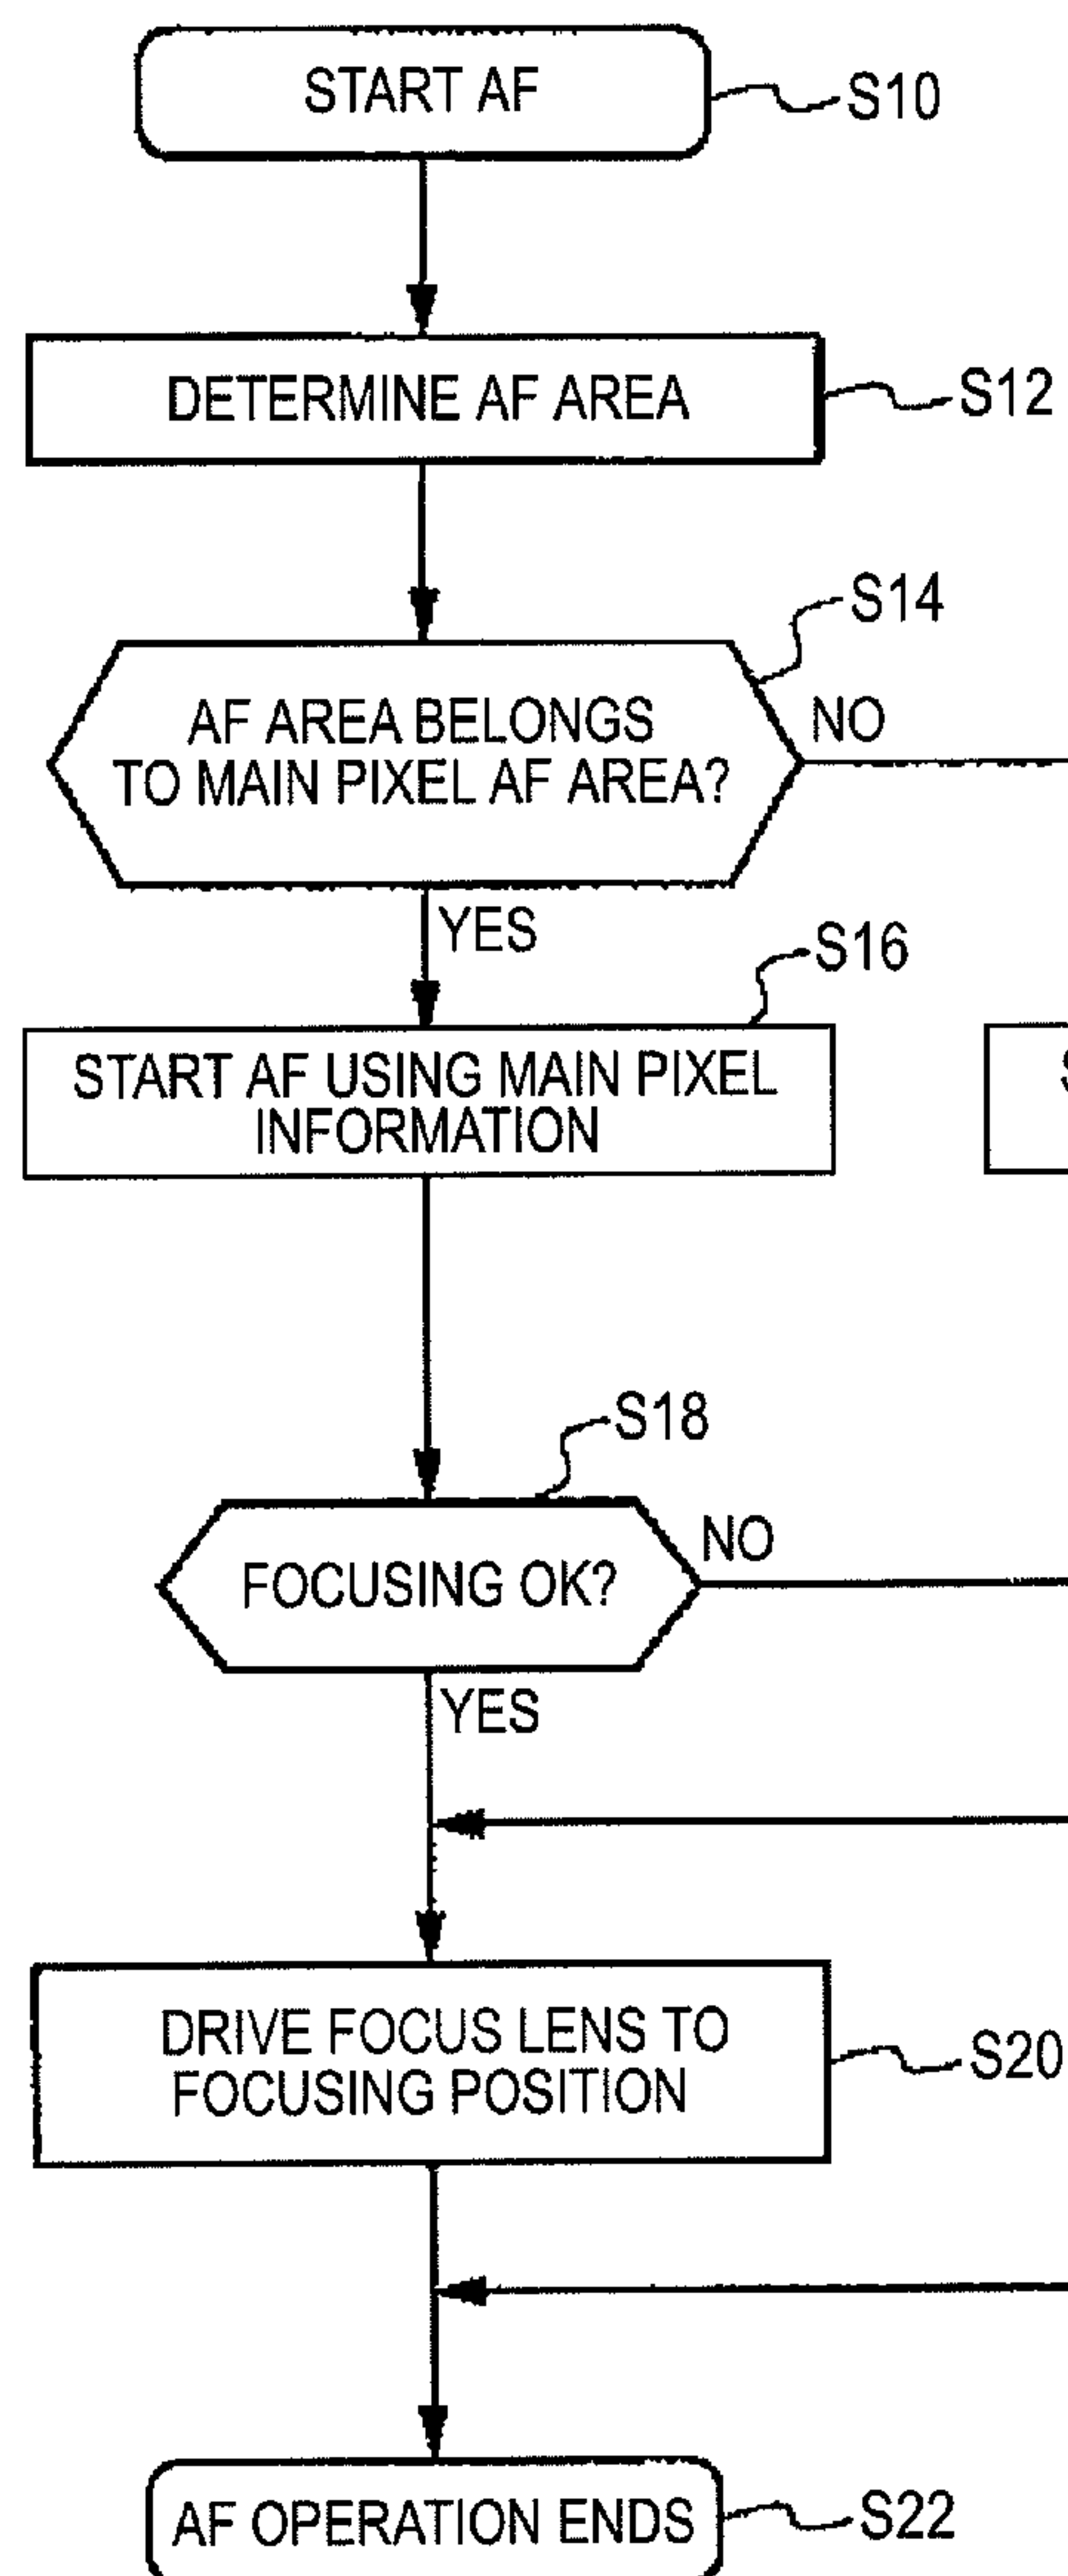 START AF
S10
DETERMINE AF AREA
S12
S14
AF AREA BELONGS
TO MAIN PIXEL AF AREA?
NO
YES
S16
START AF USING MAIN PIXEL
INFORMATION
S
S18
FOCUSING OK?
NO
YES
DRIVE FOCUS LENS TO
FOCUSING POSITION
S20
AF OPERATION ENDS
S22